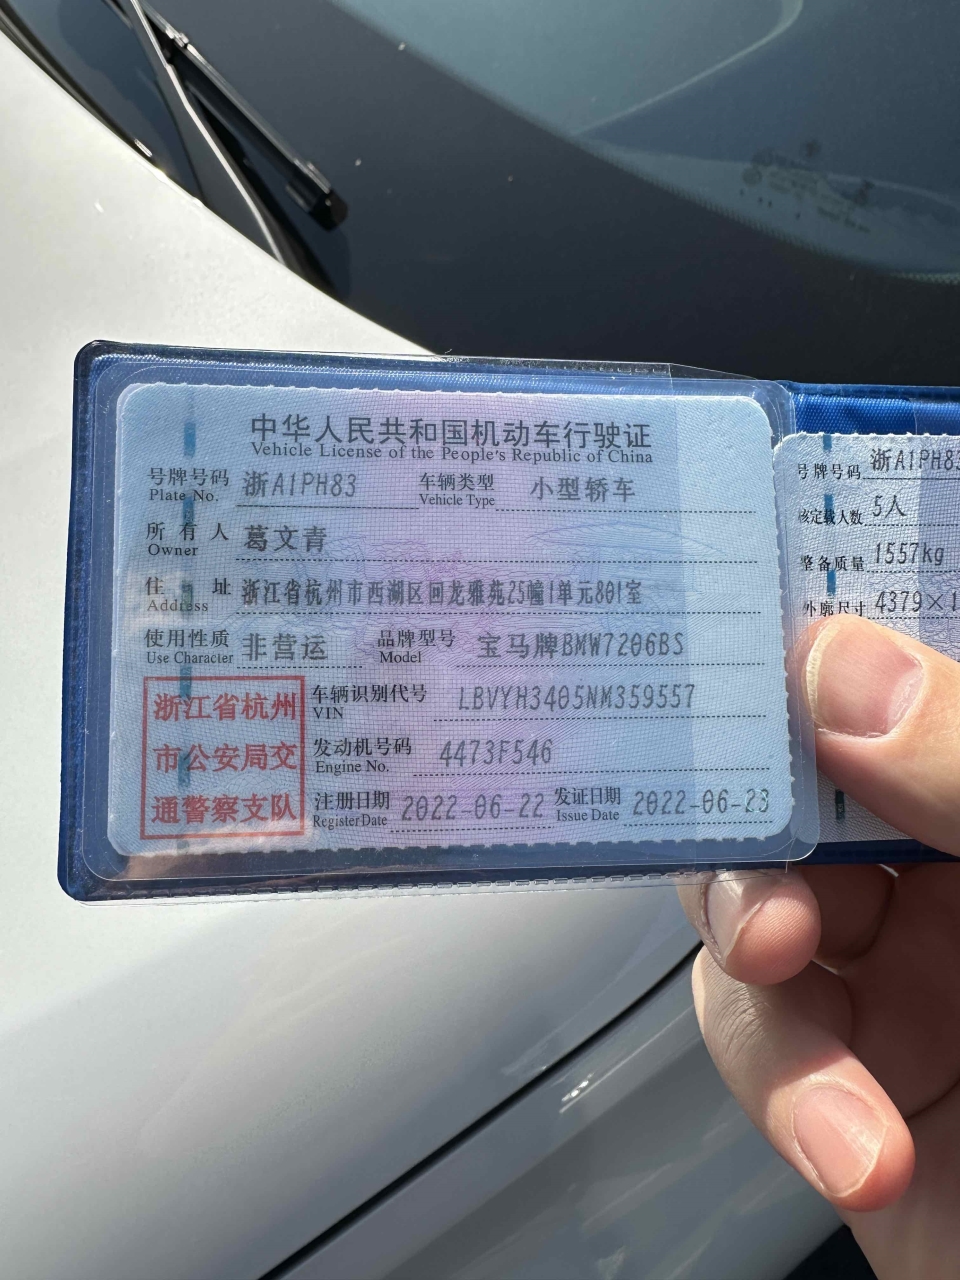 中华人民共和国机动车行驶证
Vehicle License of the People's Republic of China
号牌号码 浙A1PH83 车辆类型 小型轿车
Plate No. Vehicle Type
所有人 葛文青
Owner
住址 浙江省杭州市西湖区回龙雅苑25幢1单元801室
Address
使用性质 非营运 品牌型号 宝马牌BMW7206BS
Use Character Model
浙江省杭州
市公安局交
通警察支队
车辆识别代号 LBVYH3405NM359557
VIN
发动机号码 4473F546
Engine No.
注册日期 2022-06-22 发证日期 2022-06-23
Register Date Issue Date
号牌号码 浙A1PH83
核定载人数 5人
整备质量 1557kg
外廓尺寸 4379×1